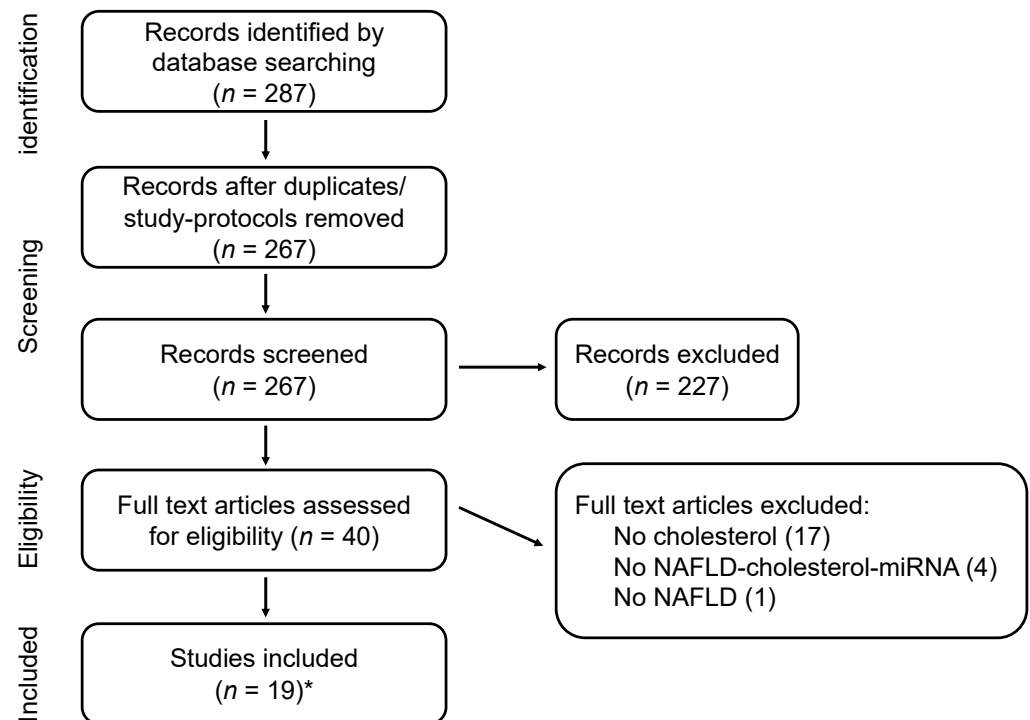 identification
Records identified by
database searching
(n = 287)
Records after duplicates/
study-protocols removed
(n = 267)
Screening
Records screened
(n = 267)
Records excluded
(n = 227)
Eligibility
Full text articles assessed
for eligibility (n = 40)
Full text articles excluded:
No cholesterol (17)
No NAFLD-cholesterol-miRNA (4)
No NAFLD (1)
Included
Studies included
(n = 19)*